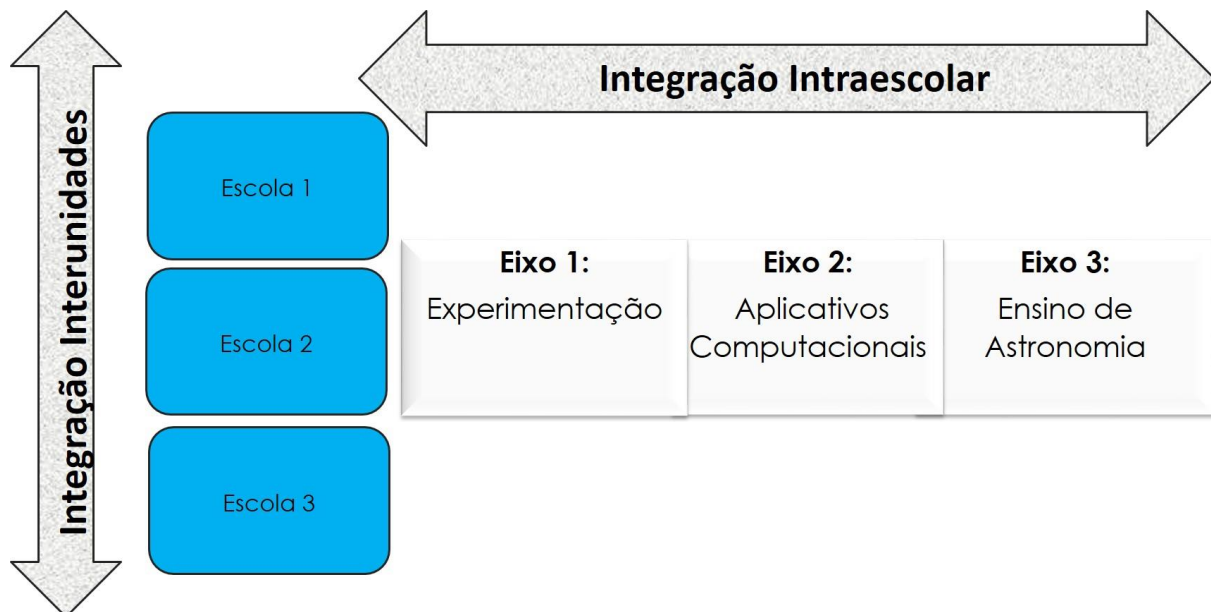 Integração Intraescolar
Integração Interunidades
Escola 1
Escola 2
Escola 3
Eixo 1:
Experimentação
Eixo 2:
Aplicativos
Computacionais
Eixo 3:
Ensino de
Astronomia